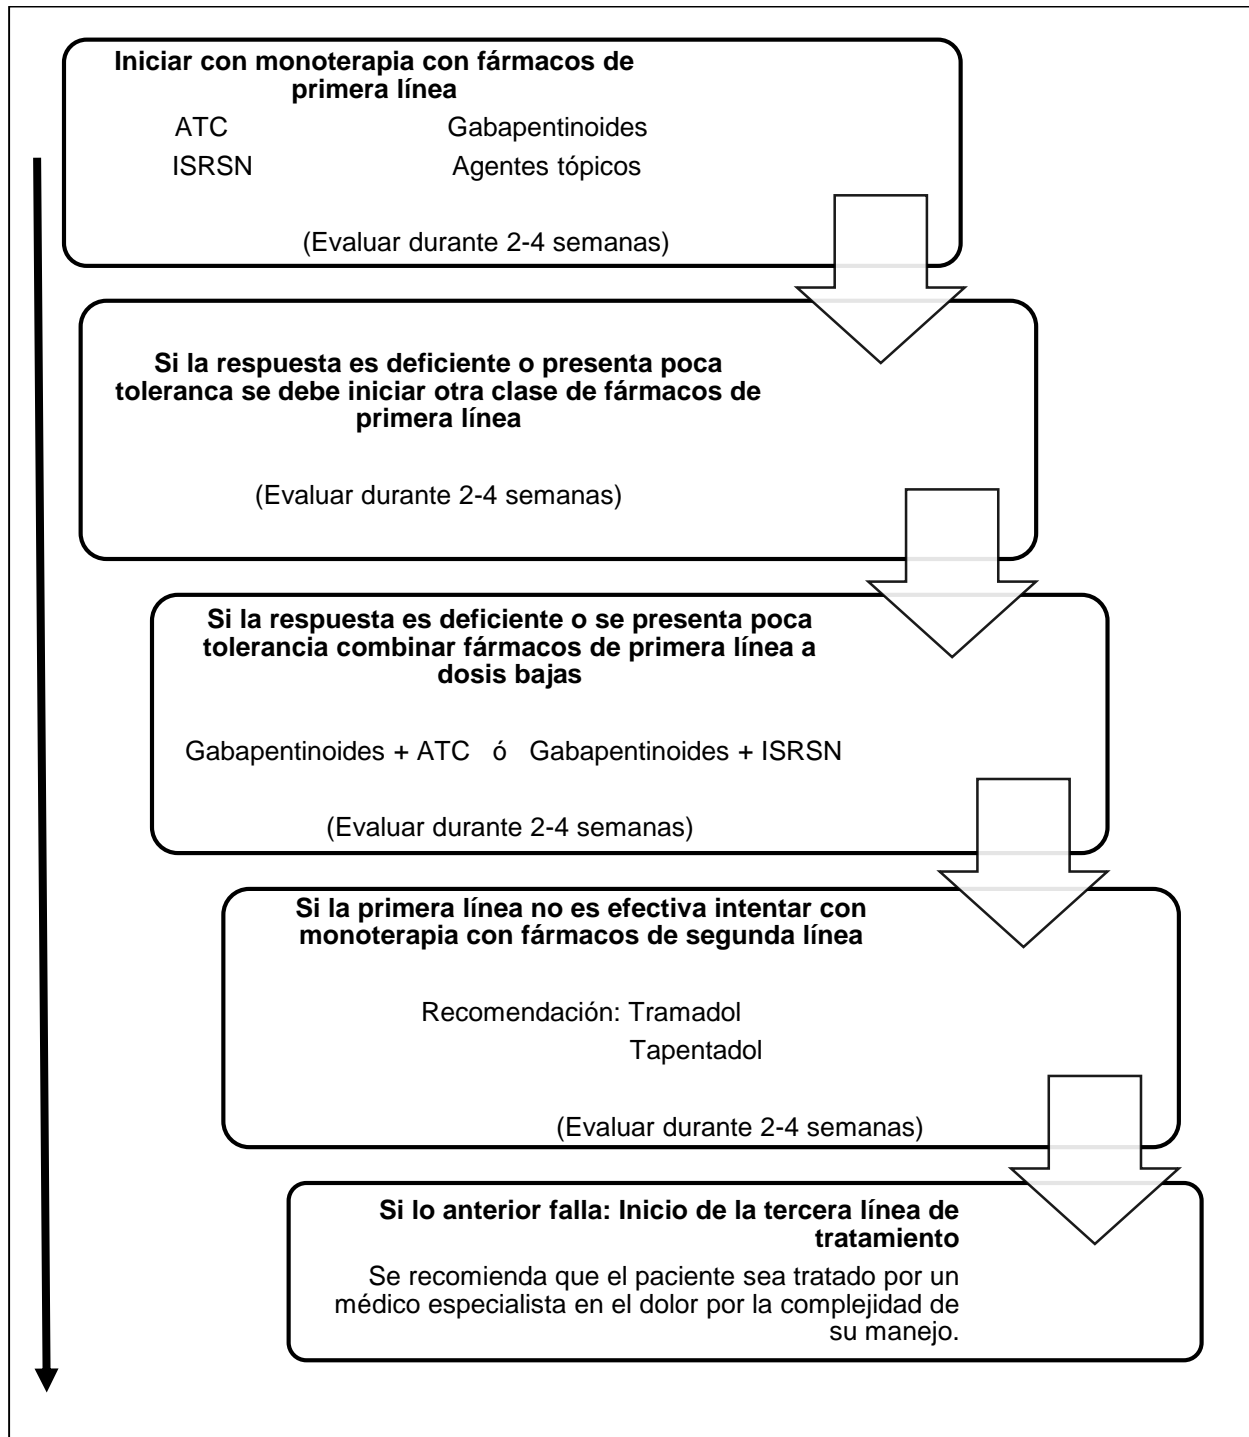 Iniciar con monoterapia con fármacos de
primera línea
ATC Gabapentinoides
ISRSN Agentes tópicos
(Evaluar durante 2-4 semanas)
Si la respuesta es deficiente o presenta poca
toleranca se debe iniciar otra clase de fármacos de
primera línea
(Evaluar durante 2-4 semanas)
Si la respuesta es deficiente o se presenta poca
tolerancia combinar fármacos de primera línea a
dosis bajas
Gabapentinoides + ATC ó Gabapentinoides + ISRSN
(Evaluar durante 2-4 semanas)
Si la primera línea no es efectiva intentar con
monoterapia con fármacos de segunda línea
Recomendación: Tramadol
Tapentadol
(Evaluar durante 2-4 semanas)
Si lo anterior falla: Inicio de la tercera línea de
tratamiento
Se recomienda que el paciente sea tratado por un
médico especialista en el dolor por la complejidad de
su manejo.